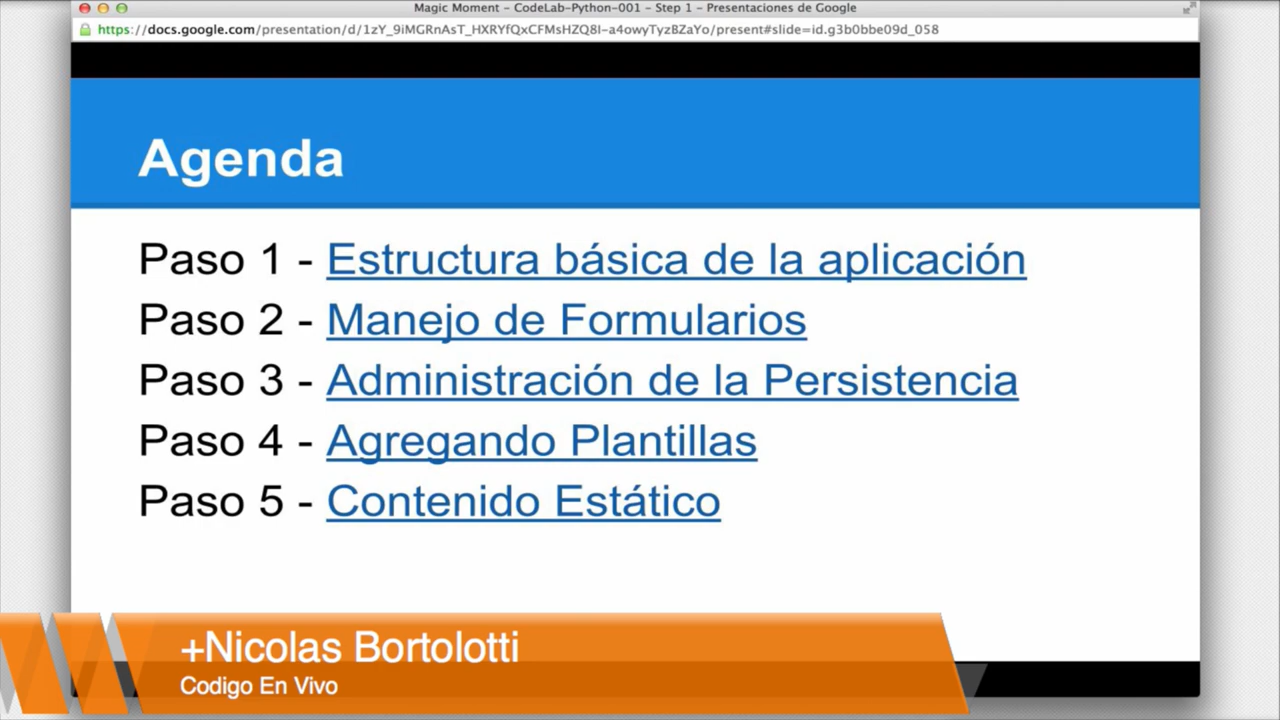 Magic Moment - CodeLab-Python-001 - Step 1 - Presentaciones de Google
https://docs.google.com/presentation/d/1zY_9iMGRnAsT_HXRYfQxCFMsHZQ8I-a4owyTyzBZaYo/present#slide=id.g3b0bbe09d_058
Agenda
Paso 1 - Estructura básica de la aplicación
Paso 2 - Manejo de Formularios
Paso 3 - Administración de la Persistencia
Paso 4 - Agregando Plantillas
Paso 5 - Contenido Estático
+Nicolas Bortolotti
Codigo En Vivo